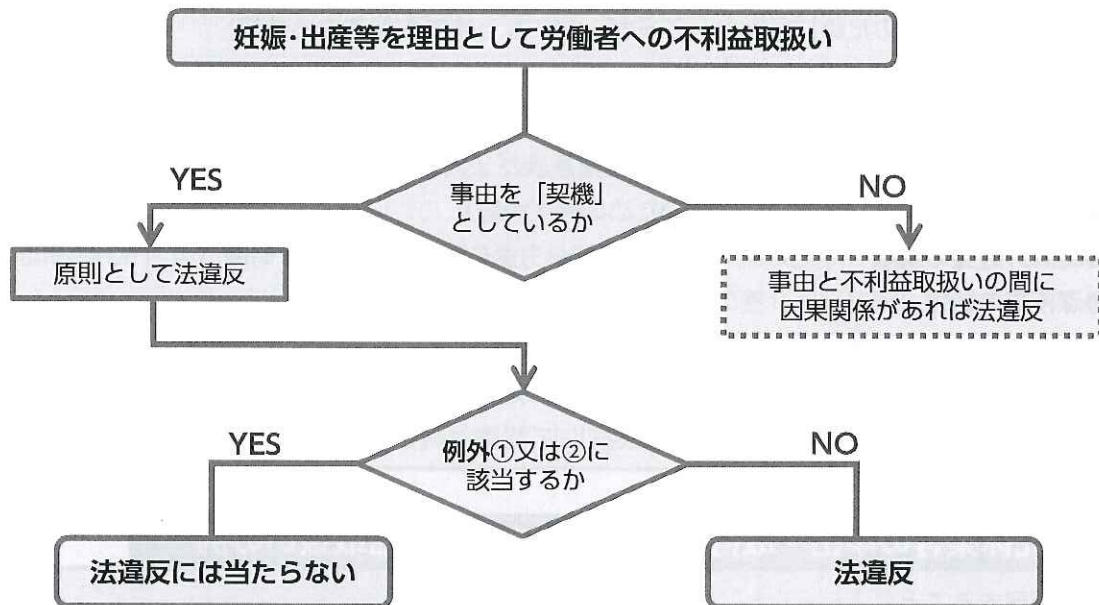 妊娠・出産等を理由として労働者への不利益取扱い
事由を「契機」
としているか
YES
NO
原則として法違反
事由と不利益取扱いの間に
因果関係があれば法違反
例外①又は②に
該当するか
YES
NO
法違反には当たらない
法違反